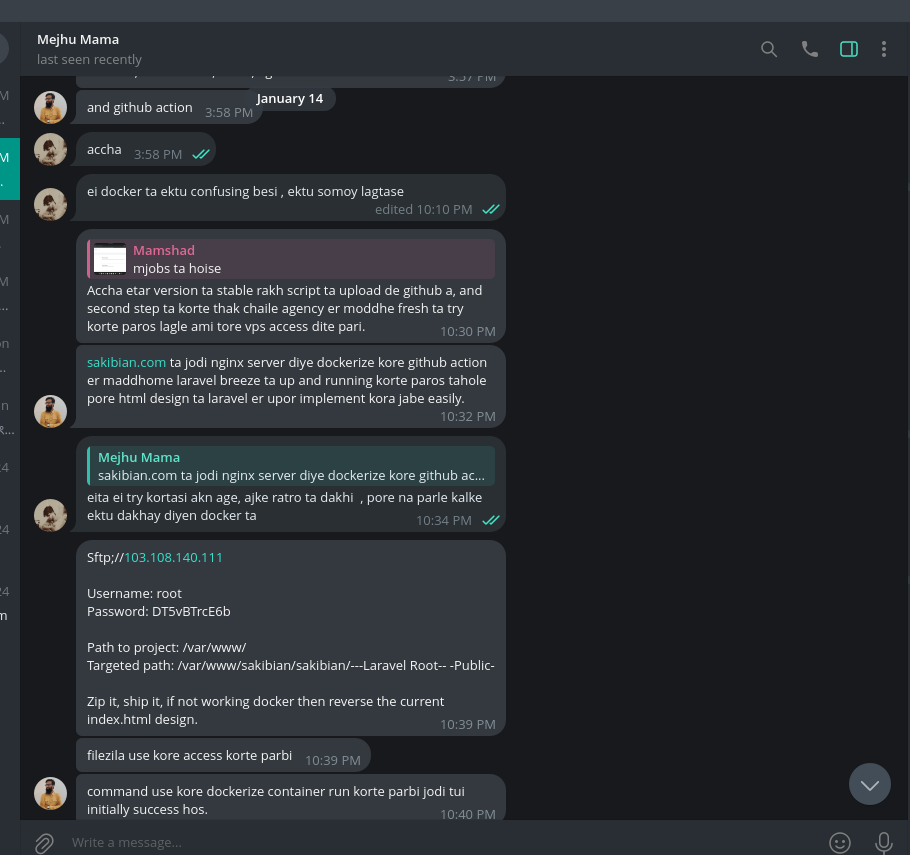 Mejhu Mama
last seen recently
3:57 PM
and github action
3:58 PM
January 14
accha
3:58 PM
ei docker ta ektu confusing besi , ektu somoy lagtase
edited 10:10 PM
Mamshad
mjobs ta hoise
Accha etar version ta stable rakh script ta upload de github a, and
second step ta korte thak chaile agency er moddhe fresh ta try
korte paros lagle ami tore vps access dite pari.
10:30 PM
sakibian.com ta jodi nginx server diye dockerize kore github action
er maddhome laravel breeze ta up and running korte paros tahole
pore html design ta laravel er upor implement kora jabe easily.
10:32 PM
Mejhu Mama
sakibian.com ta jodi nginx server diye dockerize kore github ac...
eita ei try kortasi akn age, ajke ratro ta dakhi , pore na parle kalke
ektu dakhay diyen docker ta
10:34 PM
Sftp;//103.108.140.111
Username: root
Password: DT5vBTrcE6b
Path to project: /var/www/
Targeted path: /var/www/sakibian/sakibian/---Laravel Root-- -Public-
Zip it, ship it, if not working docker then reverse the current
index.html design.
10:39 PM
filezila use kore access korte parbi
10:39 PM
command use kore dockerize container run korte parbi jodi tui
initially success hos.
10:40 PM
Write a message...